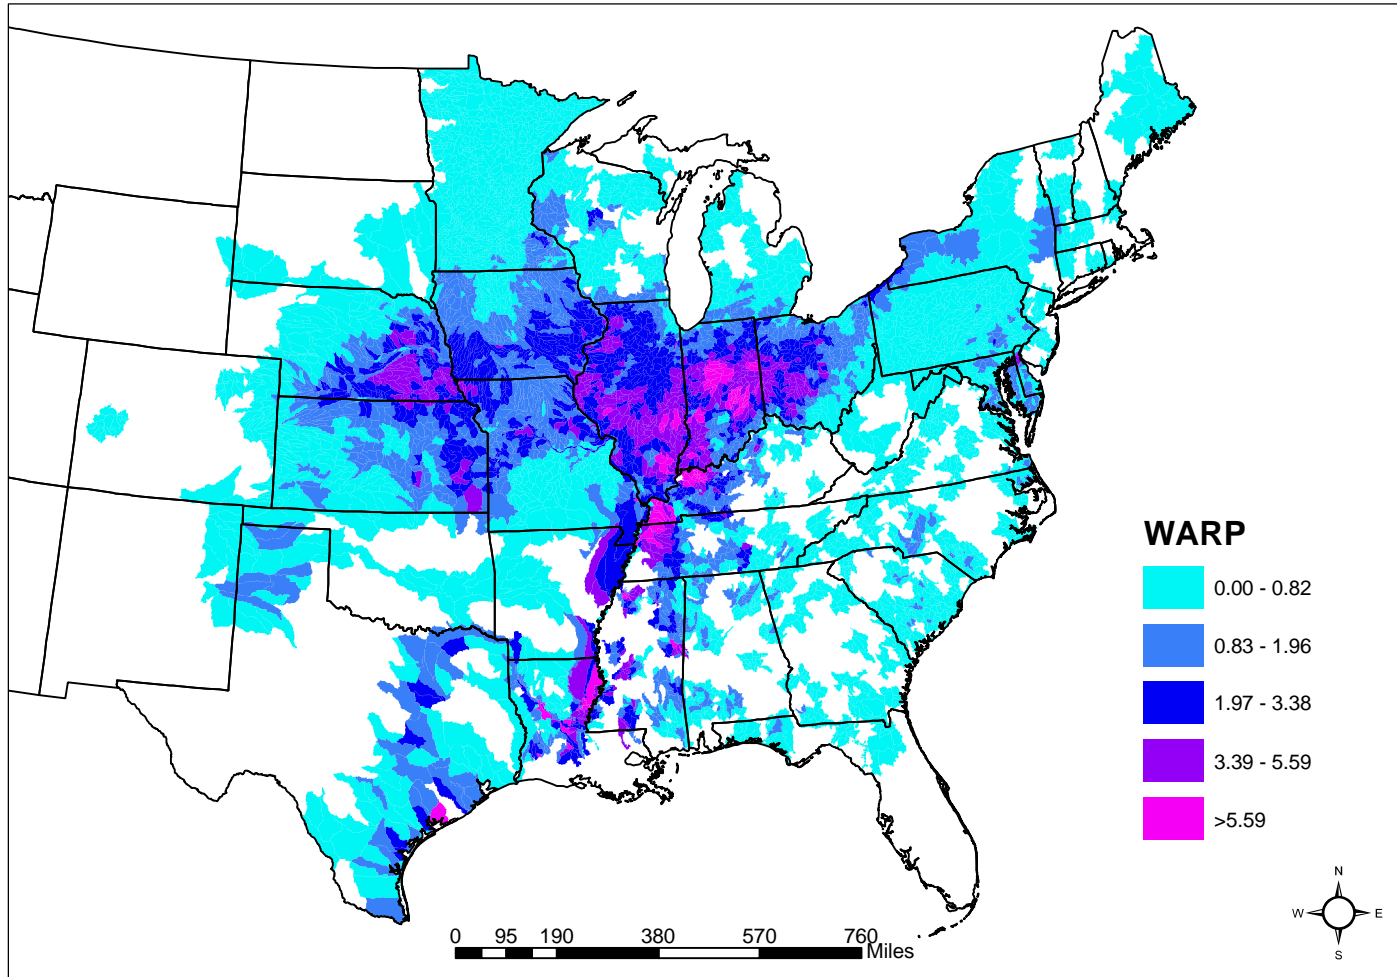 WARP
0.00 - 0.82
0.83 - 1.96
1.97 - 3.38
3.39 - 5.59
>5.59
N
W E
S
0 95 190 380 570 760
Miles